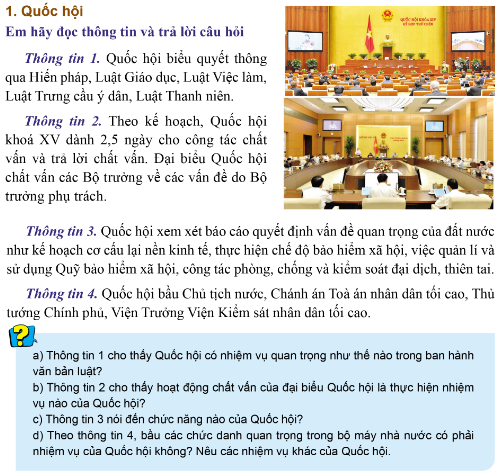 1. Quốc hội
Em hãy đọc thông tin và trả lời câu hỏi
Thông tin 1. Quốc hội biểu quyết thông
qua Hiến pháp, Luật Giáo dục, Luật Việc làm,
Luật Trưng cầu ý dân, Luật Thanh niên.
Thông tin 2. Theo kế hoạch, Quốc hội
khoá XV dành 2,5 ngày cho công tác chất
vấn và trả lời chất vấn. Đại biểu Quốc hội
chất vấn các Bộ trưởng về các vấn đề do Bộ
trưởng phụ trách.
Thông tin 3. Quốc hội xem xét báo cáo quyết định vấn đề quan trọng của đất nước
như kế hoạch cơ cấu lại nền kinh tế, thực hiện chế độ bảo hiểm xã hội, việc quản lí và
sử dụng Quỹ bảo hiểm xã hội, công tác phòng, chống và kiểm soát đại dịch, thiên tai.
Thông tin 4. Quốc hội bầu Chủ tịch nước, Chánh án Toà án nhân dân tối cao, Thủ
tướng Chính phủ, Viện Trưởng Viện Kiểm sát nhân dân tối cao.
?
a) Thông tin 1 cho thấy Quốc hội có nhiệm vụ quan trọng như thế nào trong ban hành
văn bản luật?
b) Thông tin 2 cho thấy hoạt động chất vấn của đại biểu Quốc hội là thực hiện nhiệm
vụ nào của Quốc hội?
c) Thông tin 3 nói đến chức năng nào của Quốc hội?
d) Theo thông tin 4, bầu các chức danh quan trọng trong bộ máy nhà nước có phải
nhiệm vụ của Quốc hội không? Nêu các nhiệm vụ khác của Quốc hội.